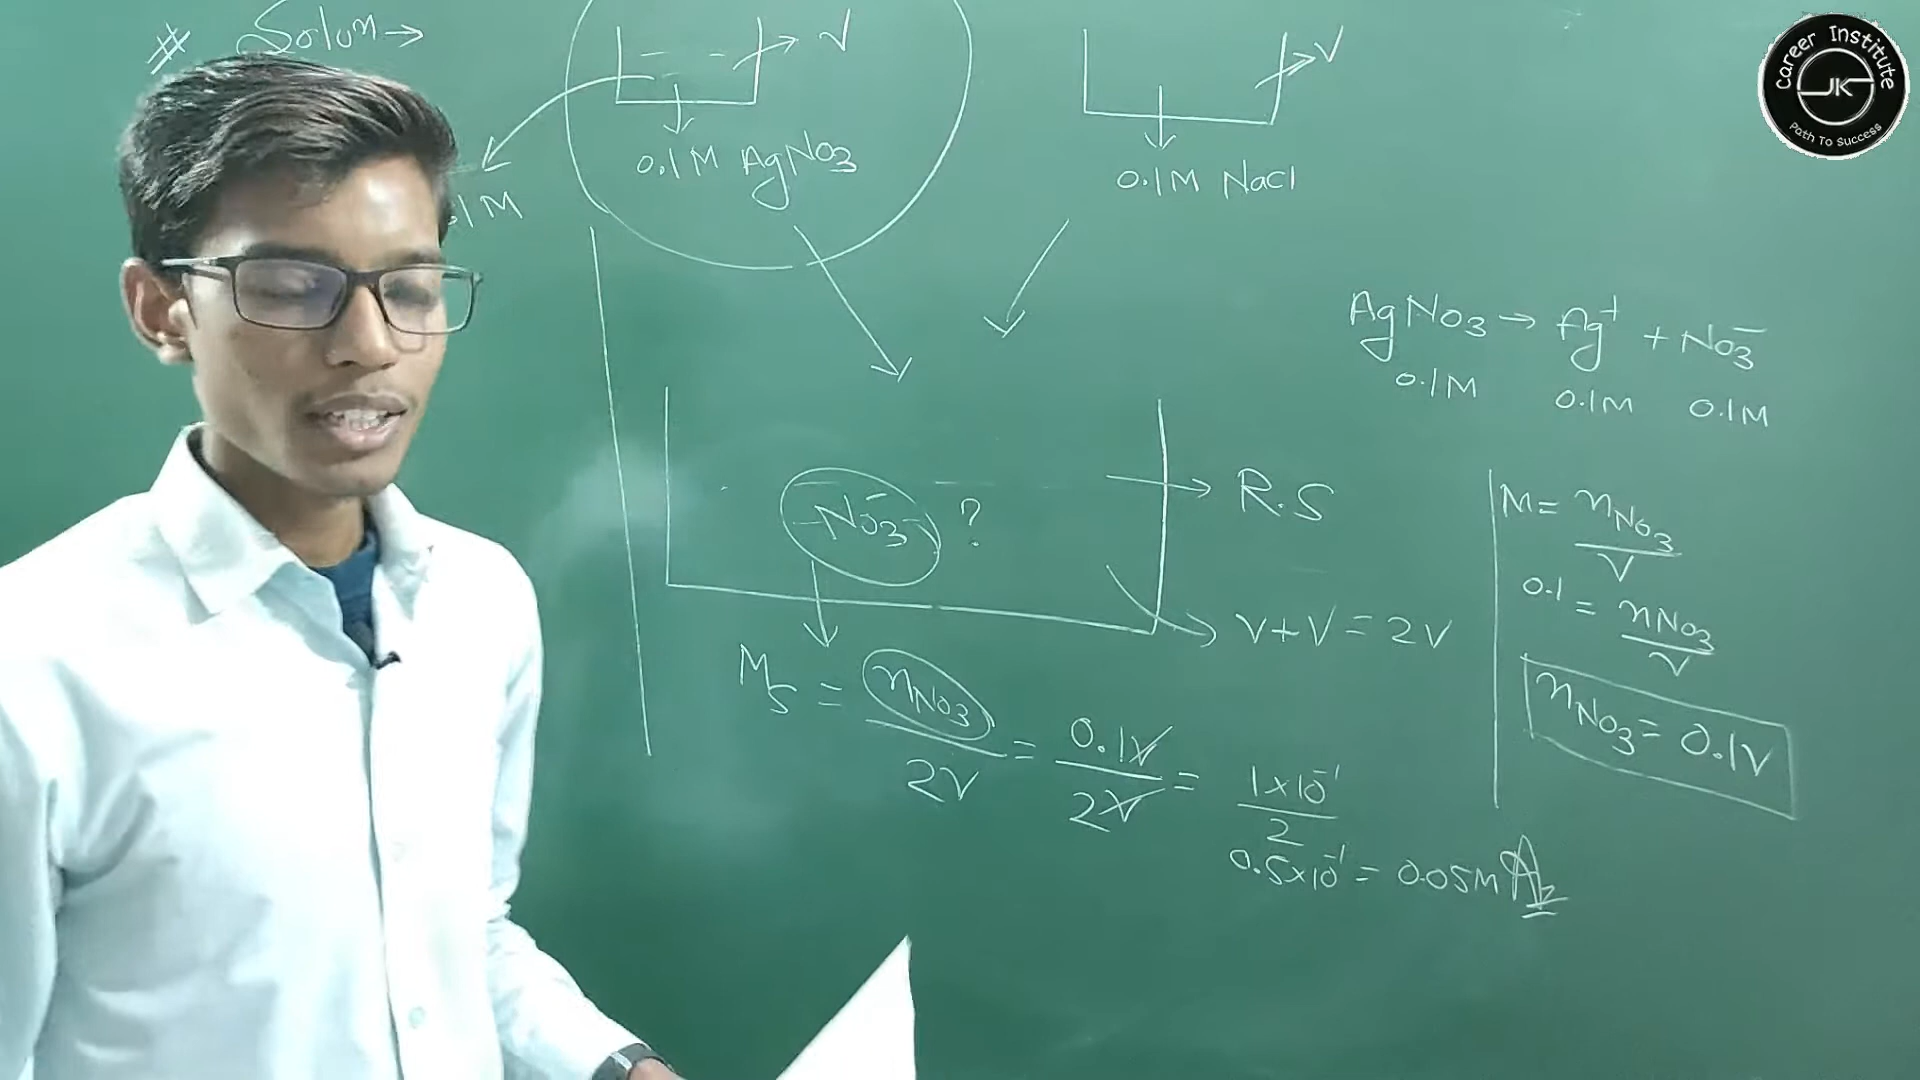 # Solun →
V
V
0.1M AgNO3
0.1M NaCl
.1M
AgNO3 → Ag+ + NO3-
0.1M 0.1M 0.1M
NO3- ?
R.S
V+V = 2V
M = nNO3/V
0.1 = nNO3/V
nNO3 = 0.1V
MS = nNO3/2V = 0.1V/2V = 1×10-1/2
0.5×10-1 = 0.05M
Career Institute
JK
Path To Success